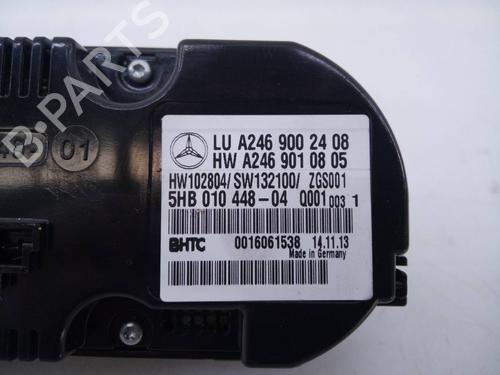 B-PARTS
01
LU A246 900 24 08
HW A246 901 08 05
HW102804/SW132100/ ZGS001
5HB 010 448-04 Q001 003 1
BHTC 0016061538 14.11.13
Made in Germany